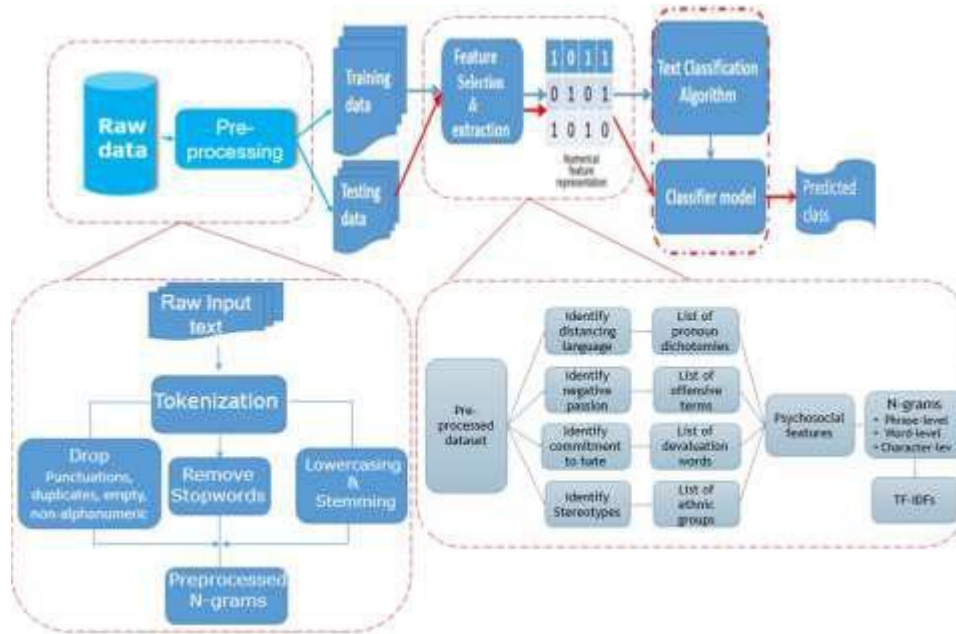 Raw
data
Pre-
processing
Training
data
Testing
data
Feature
Selection
&
extraction
1 0 1 1
0 1 0 1
1 0 1 0
Numerical
feature
representation
Text Classification
Algorithm
Classifier model
Predicted
class
Raw Input
text
Tokenization
Drop
Punctuations,
duplicates, empty,
non-alphanumeric
Remove
Stopwords
Lowercasing
&
Stemming
Preprocessed
N-grams
Pre-
processed
dataset
Identify
distancing
language
List of
pronoun
dichotomies
Identify
negative
passion
List of
offensive
terms
Identify
commitment
to hate
List of
devaluation
words
Identify
Stereotypes
List of
ethnic
groups
Psychosocial
features
N-grams
• Phrase-level
• Word-level
• Character-lev
TF-IDFs